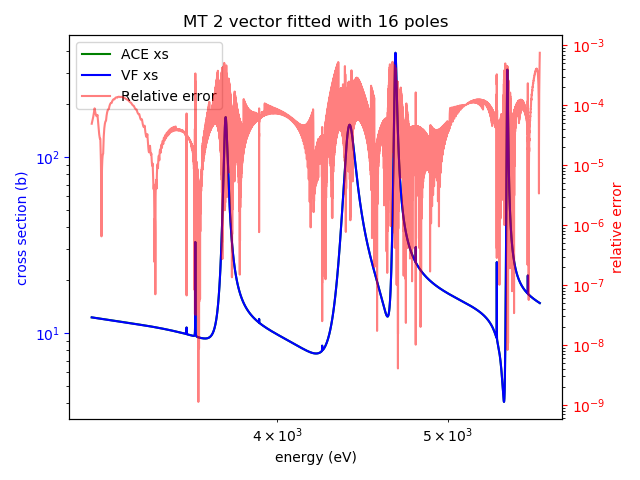 MT 2 vector fitted with 16 poles
ACE xs
VF xs
Relative error
cross section (b)
10²
10¹
relative error
10⁻³
10⁻⁴
10⁻⁵
10⁻⁶
10⁻⁷
10⁻⁸
10⁻⁹
4 × 10³
5 × 10³
energy (eV)